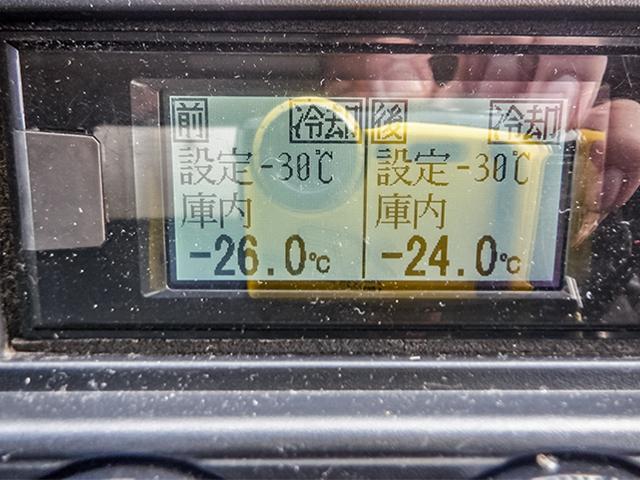 前 冷却 後 冷却
設定-30℃ 設定-30℃
庫内 庫内
-26.0℃ -24.0℃